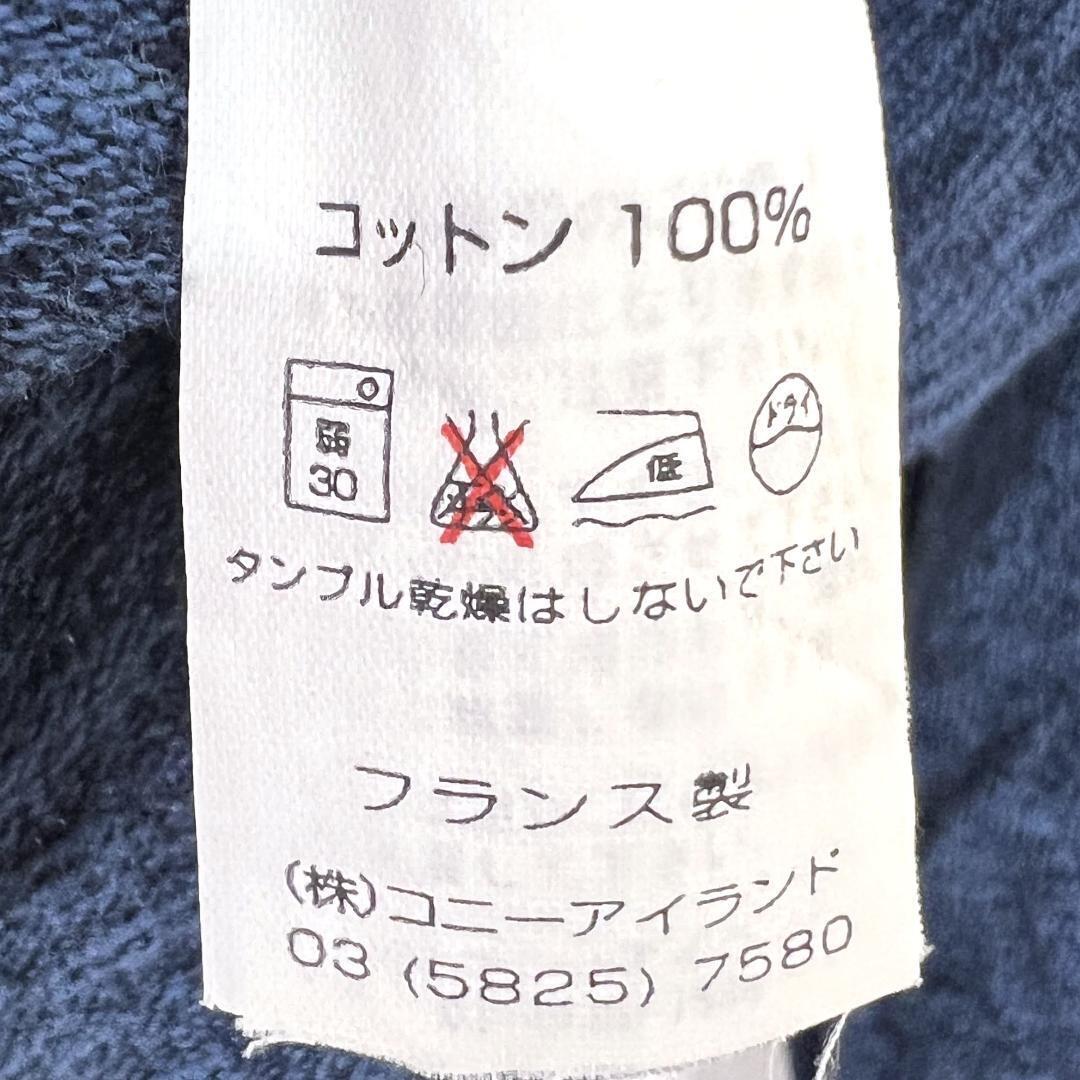 コットン 100%
弱 30
低
ドライ
タンブル乾燥はしないで下さい
フランス製
(株)コニーアイランド
03 (5825) 7580